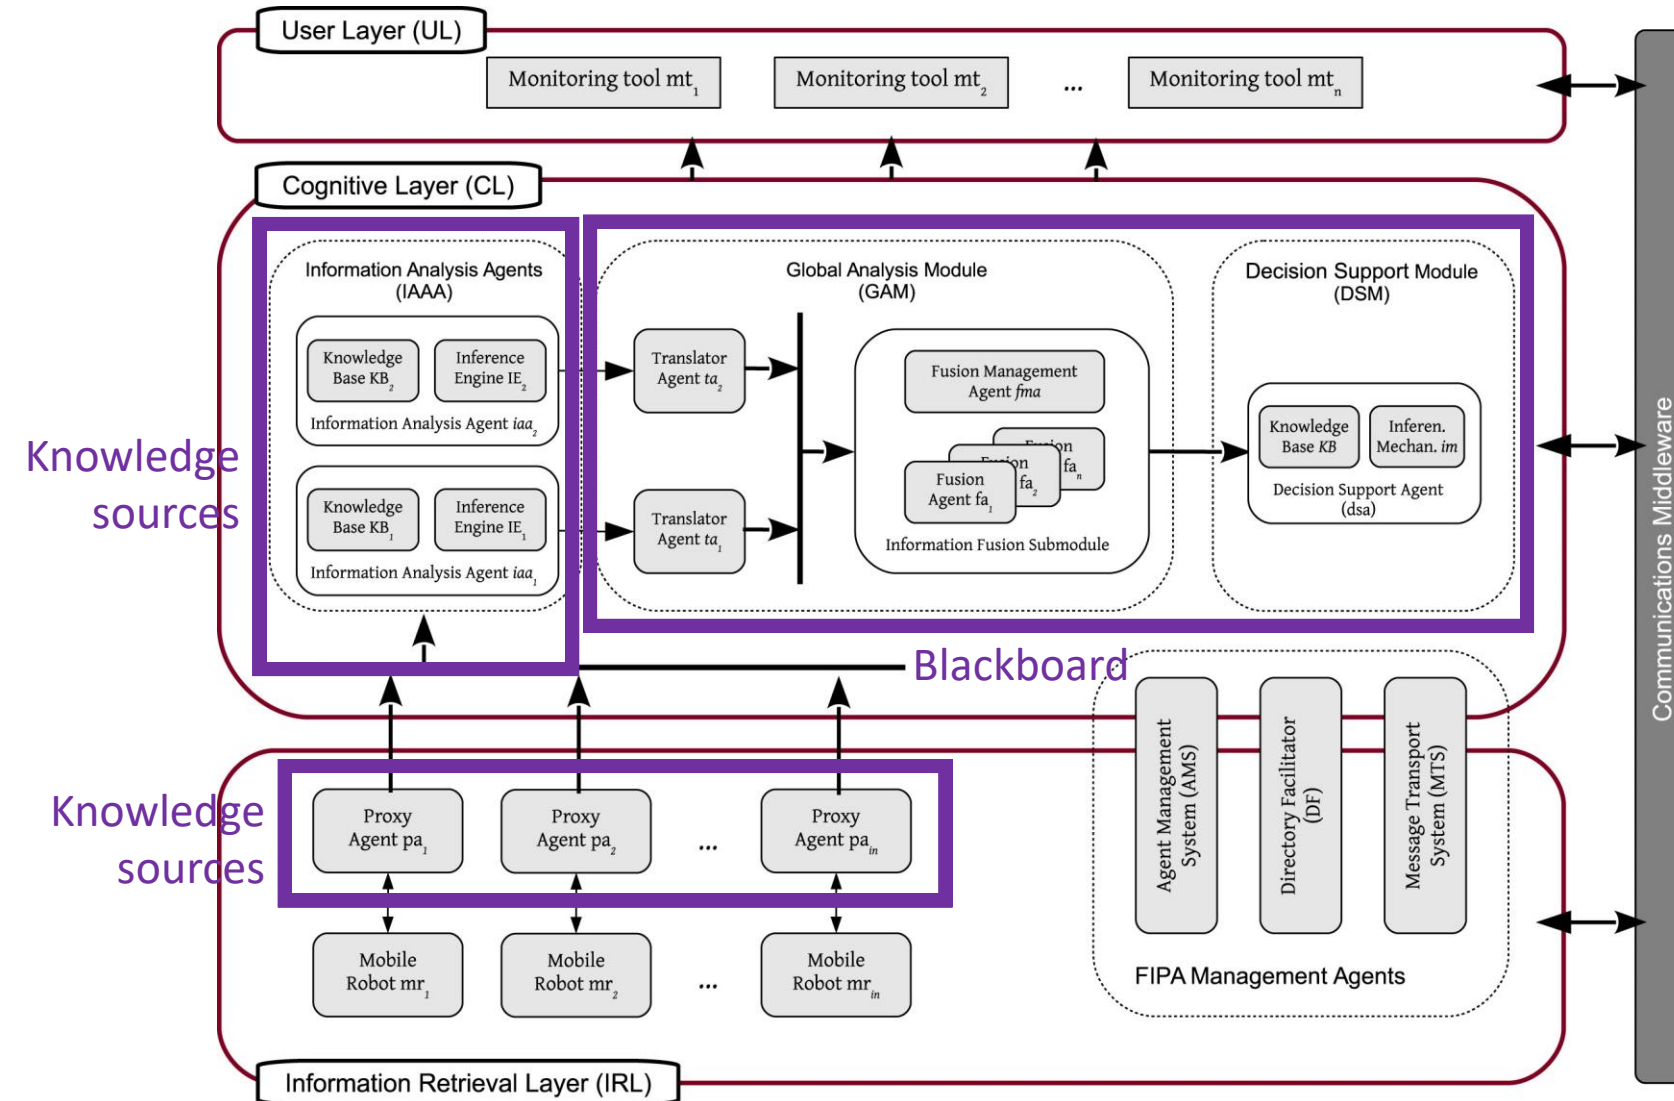 User Layer (UL)
Monitoring tool mt1
Monitoring tool mt2
...
Monitoring tool mtn
Cognitive Layer (CL)
Information Analysis Agents
(IAAA)
Knowledge
Base KB2
Inference
Engine IE2
Information Analysis Agent iaa2
Knowledge
Base KB1
Inference
Engine IE1
Information Analysis Agent iaa1
Knowledge
sources
Global Analysis Module
(GAM)
Translator
Agent ta2
Translator
Agent ta1
Fusion Management
Agent fma
Fusion
Agent fa1
Fusion
fa2
Fusion
fan
Information Fusion Submodule
Decision Support Module
(DSM)
Knowledge
Base KB
Inferen.
Mechan. im
Decision Support Agent
(dsa)
Blackboard
Knowledge
sources
Proxy
Agent pa1
Proxy
Agent pa2
...
Proxy
Agent pain
Mobile
Robot mr1
Mobile
Robot mr2
...
Mobile
Robot mrin
Agent Management
System (AMS)
Directory Facilitator
(DF)
Message Transport
System (MTS)
FIPA Management Agents
Information Retrieval Layer (IRL)
Communications Middleware